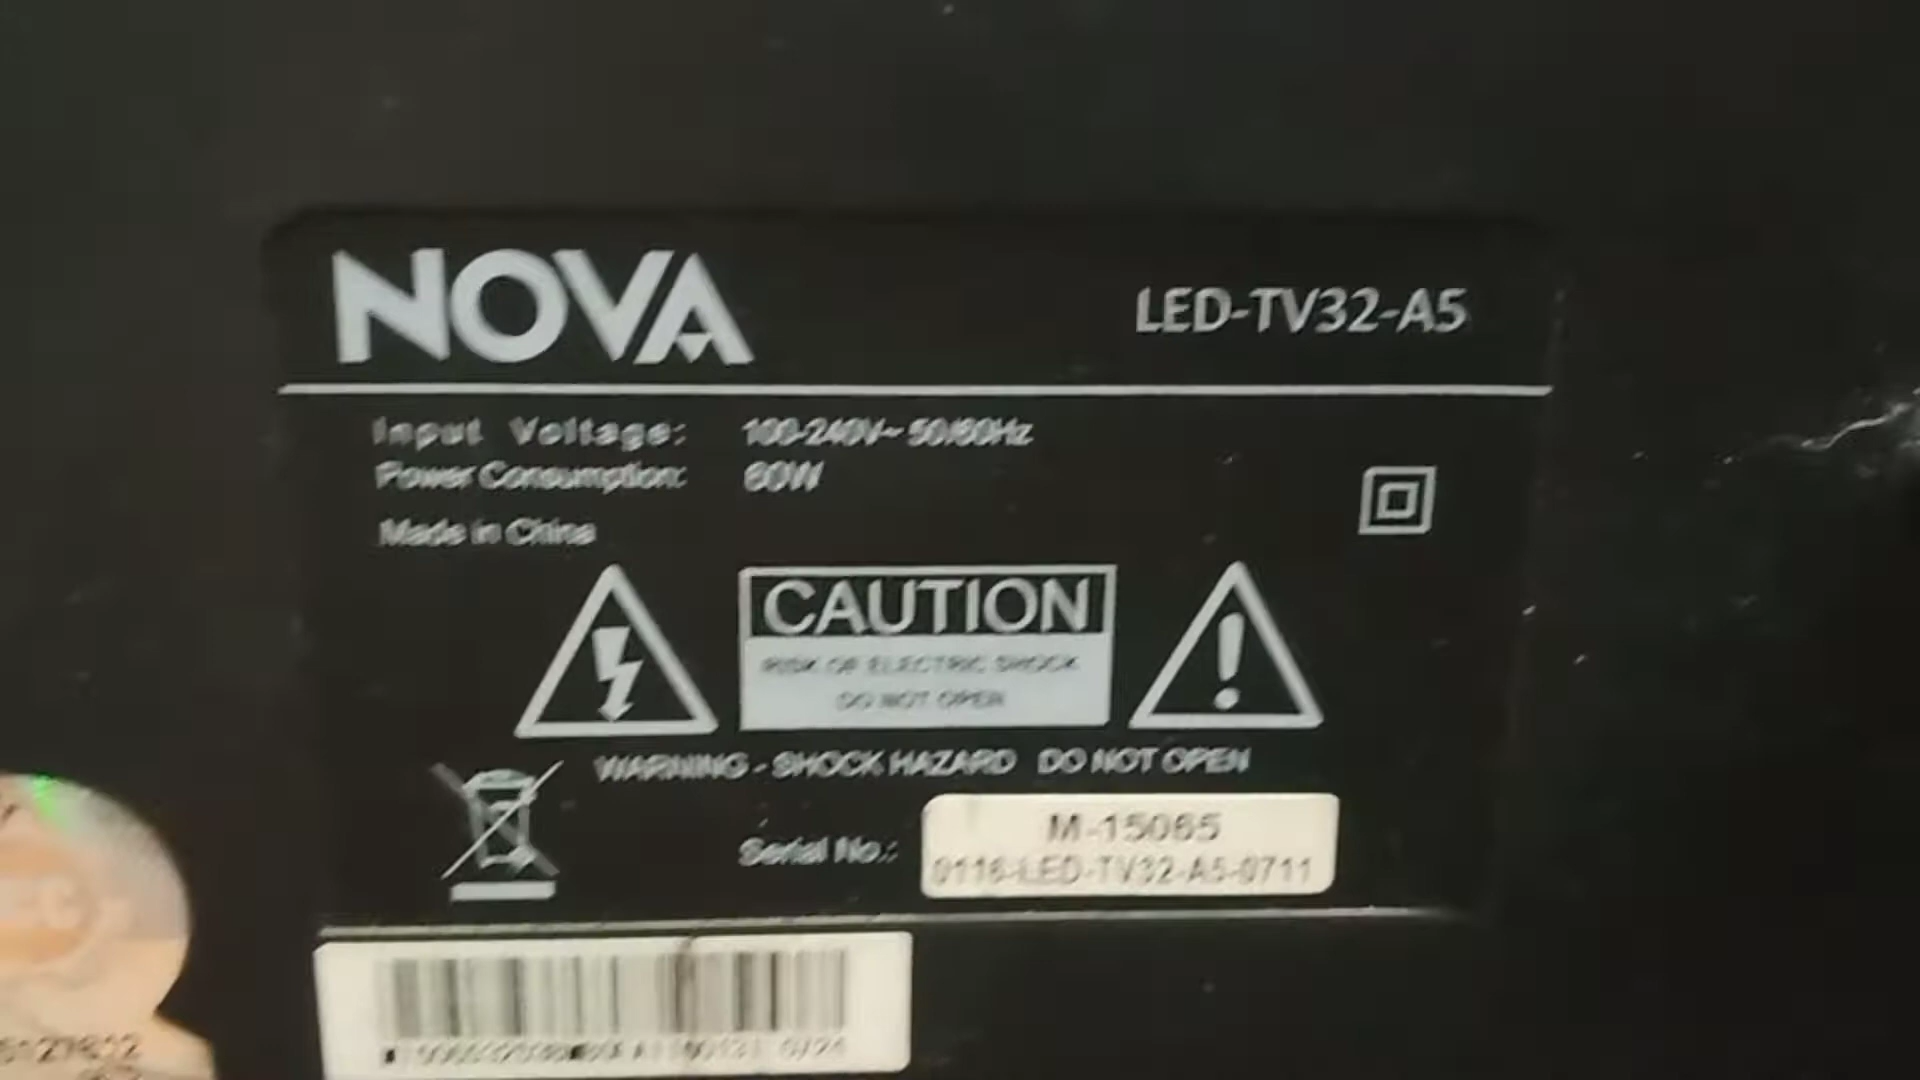 NOVA
LED-TV32-A5
Input Voltage: 100-240V~ 50/60Hz
Power Consumption: 60W
Made in China
CAUTION
RISK OF ELECTRIC SHOCK
DO NOT OPEN
WARNING - SHOCK HAZARD DO NOT OPEN
Serial No.:
M-15065
0116-LED-TV32-A5-0711